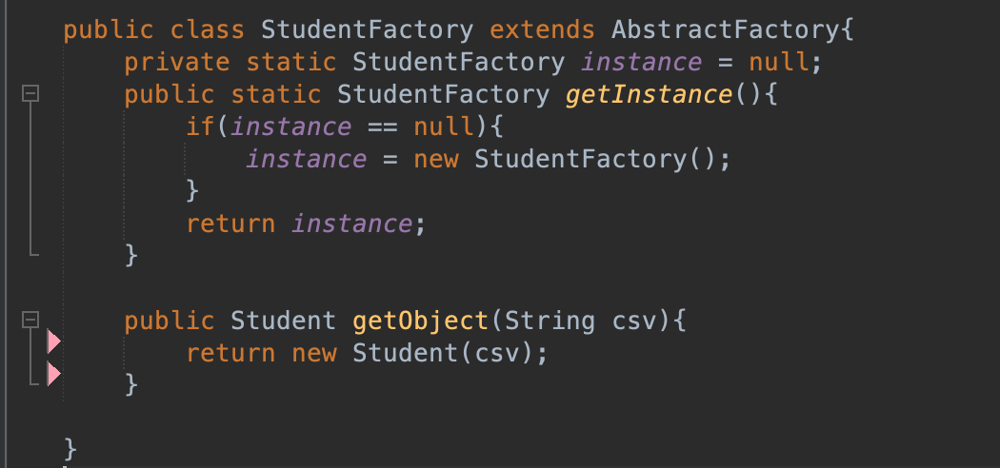 public class StudentFactory extends AbstractFactory{
    private static StudentFactory instance = null;
    public static StudentFactory getInstance(){
        if(instance == null){
            instance = new StudentFactory();
        }
        return instance;
    }

    public Student getObject(String csv){
        return new Student(csv);
    }

}